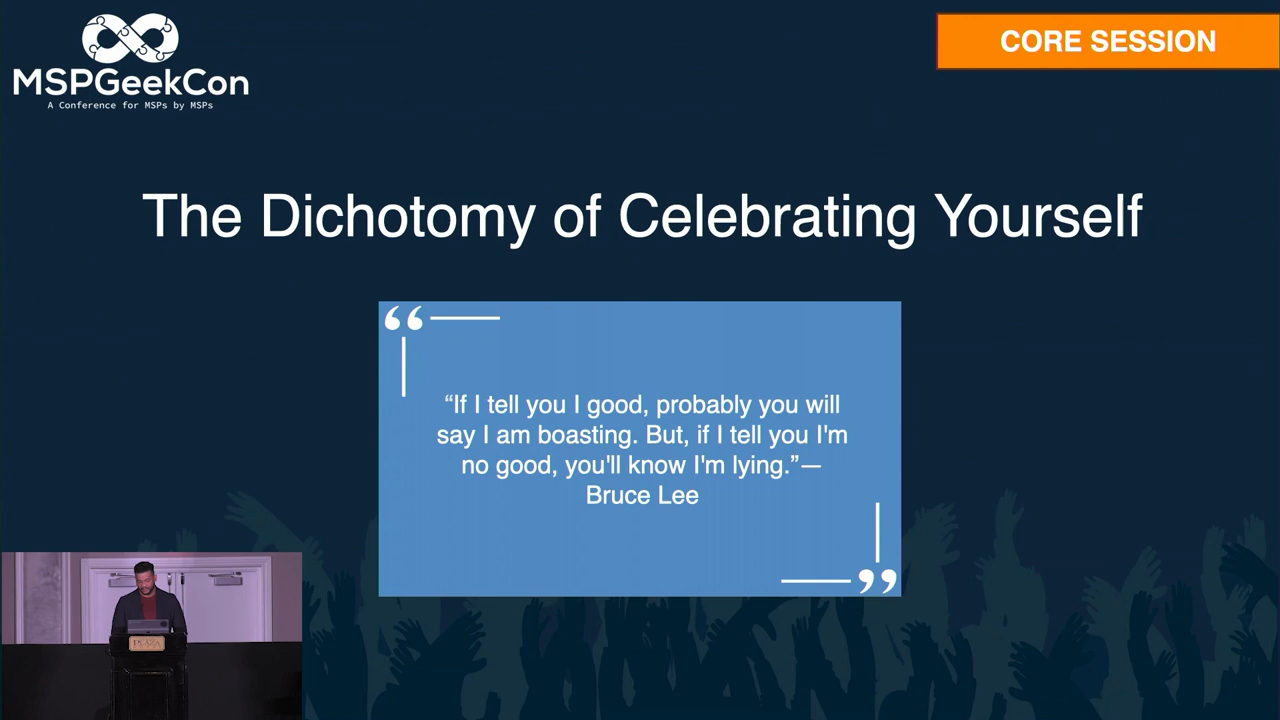 MSPGeekCon
A Conference for MSPs by MSPs
CORE SESSION
The Dichotomy of Celebrating Yourself
“If I tell you I good, probably you will
say I am boasting. But, if I tell you I'm
no good, you'll know I'm lying.”—
Bruce Lee
PLAZA